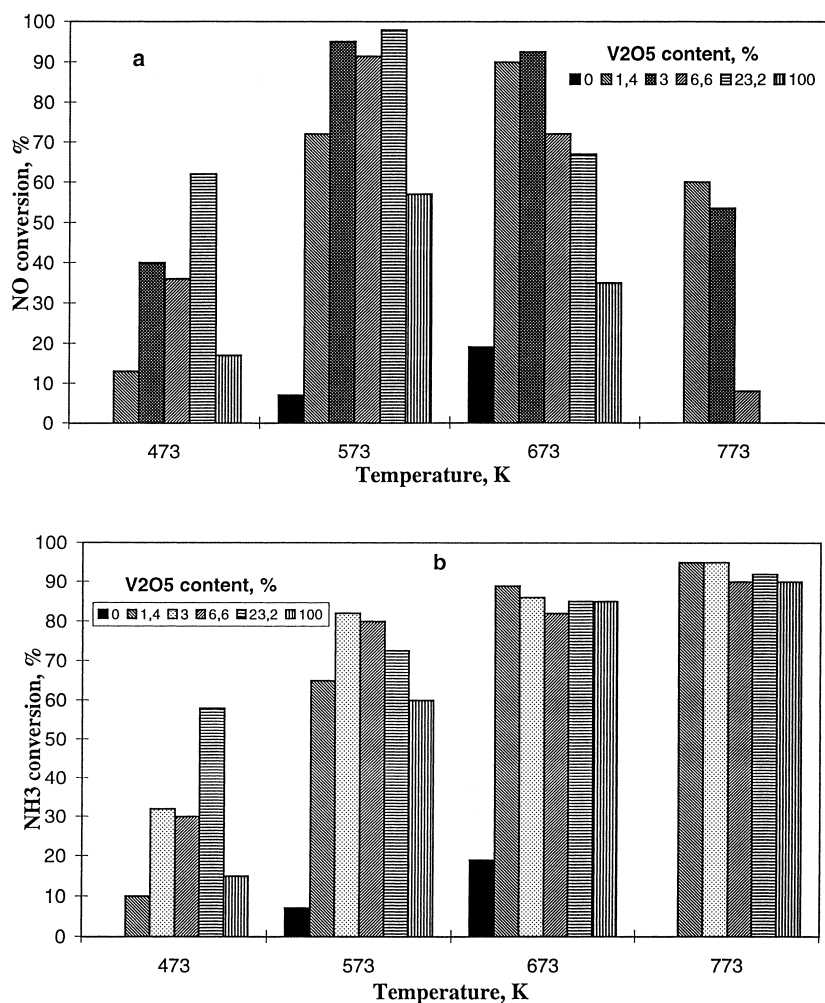 a
V2O5 content, %
0 1,4 3 6,6 23,2 100
NO conversion, %
100
90
80
70
60
50
40
30
20
10
0
473 573 673 773
Temperature, K
b
V2O5 content, %
0 1,4 3 6,6 23,2 100
NH3 conversion, %
100
90
80
70
60
50
40
30
20
10
0
473 573 673 773
Temperature, K